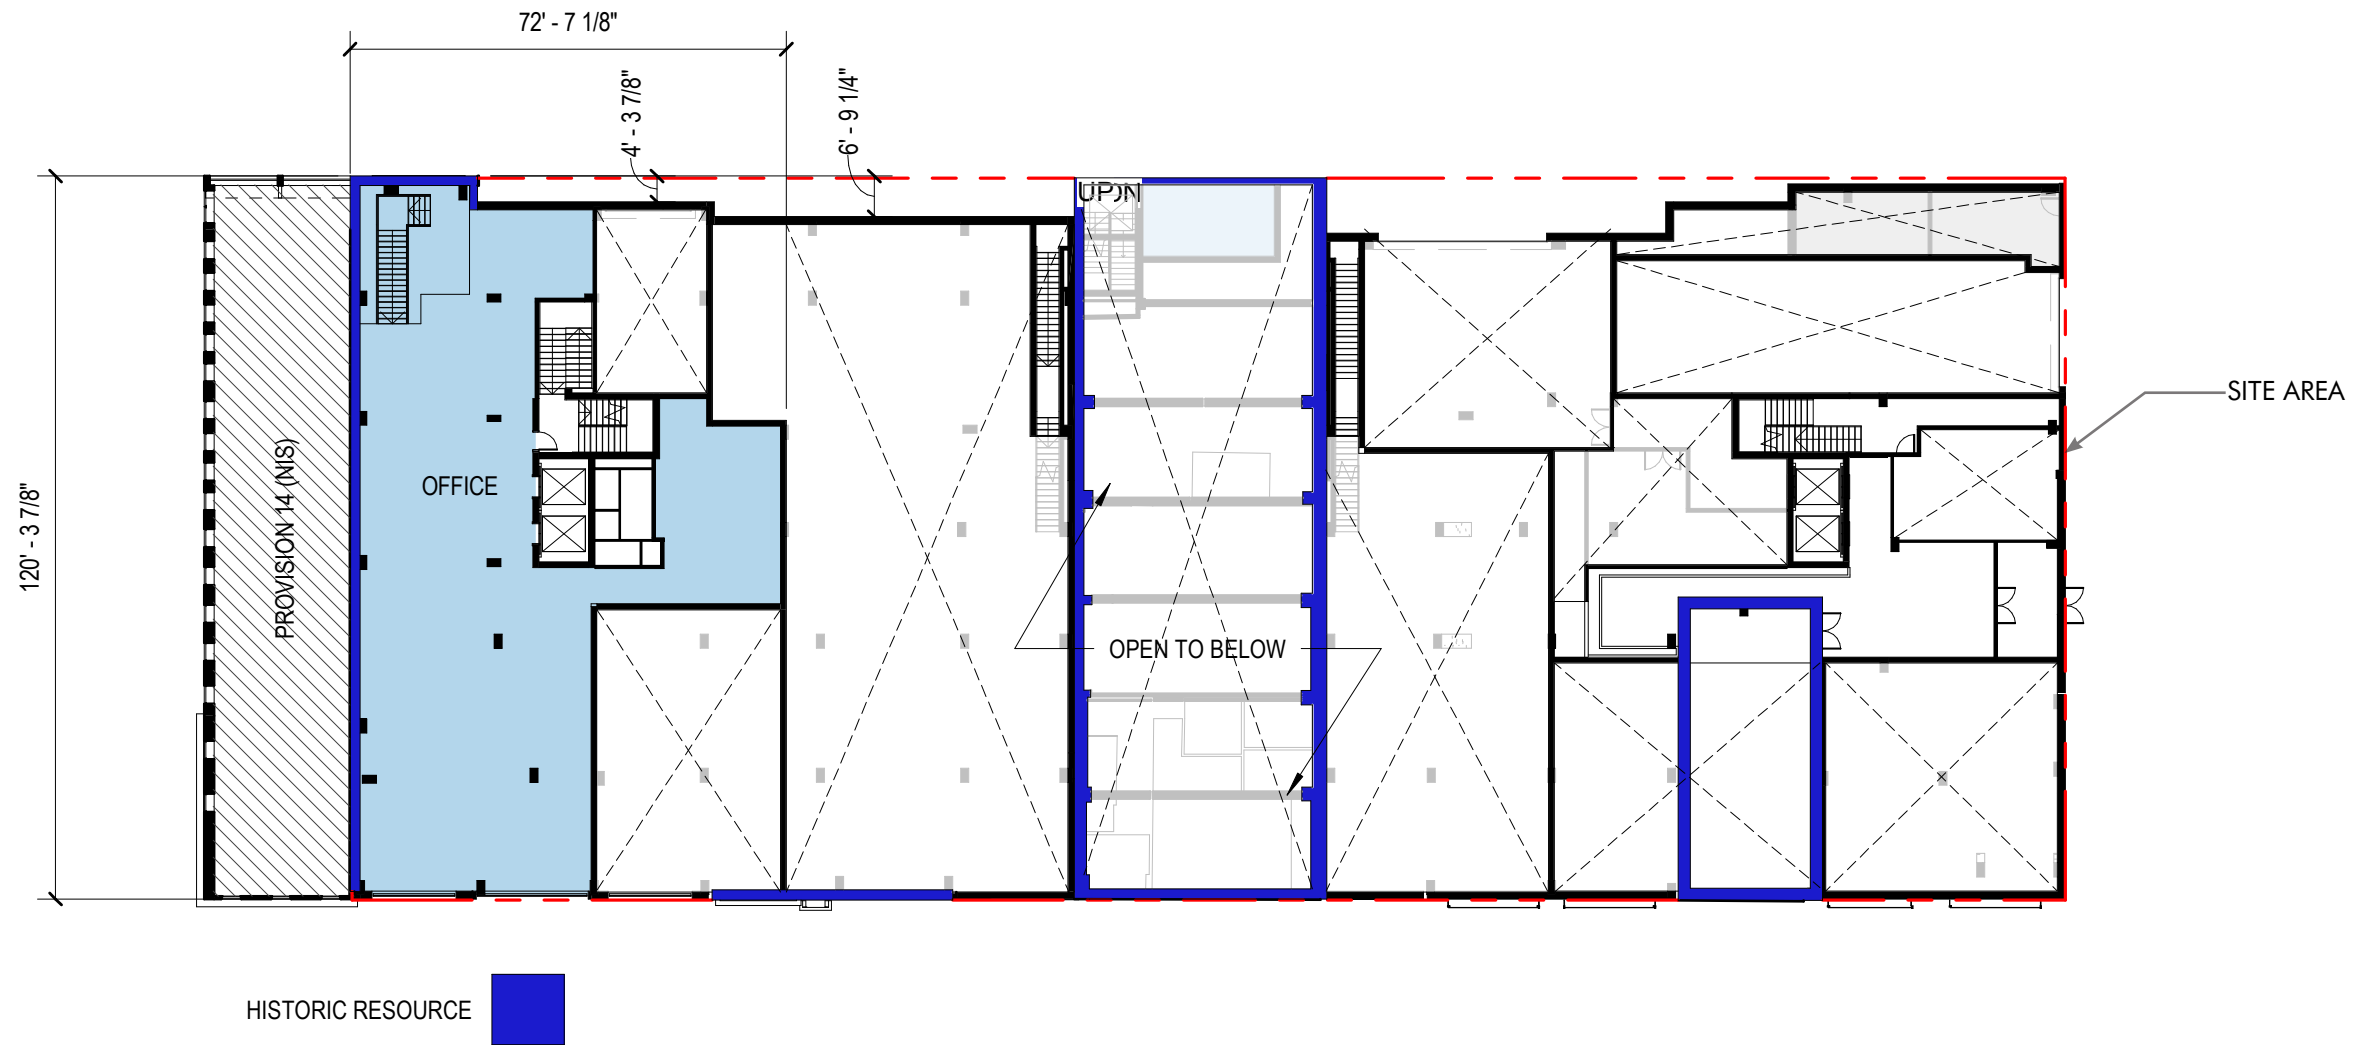 72' - 7 1/8"
4' - 3 7/8"
6' - 9 1/4"
UP
SITE AREA
OFFICE
120' - 3 7/8"
PROVISION 14 (NIS)
OPEN TO BELOW
HISTORIC RESOURCE